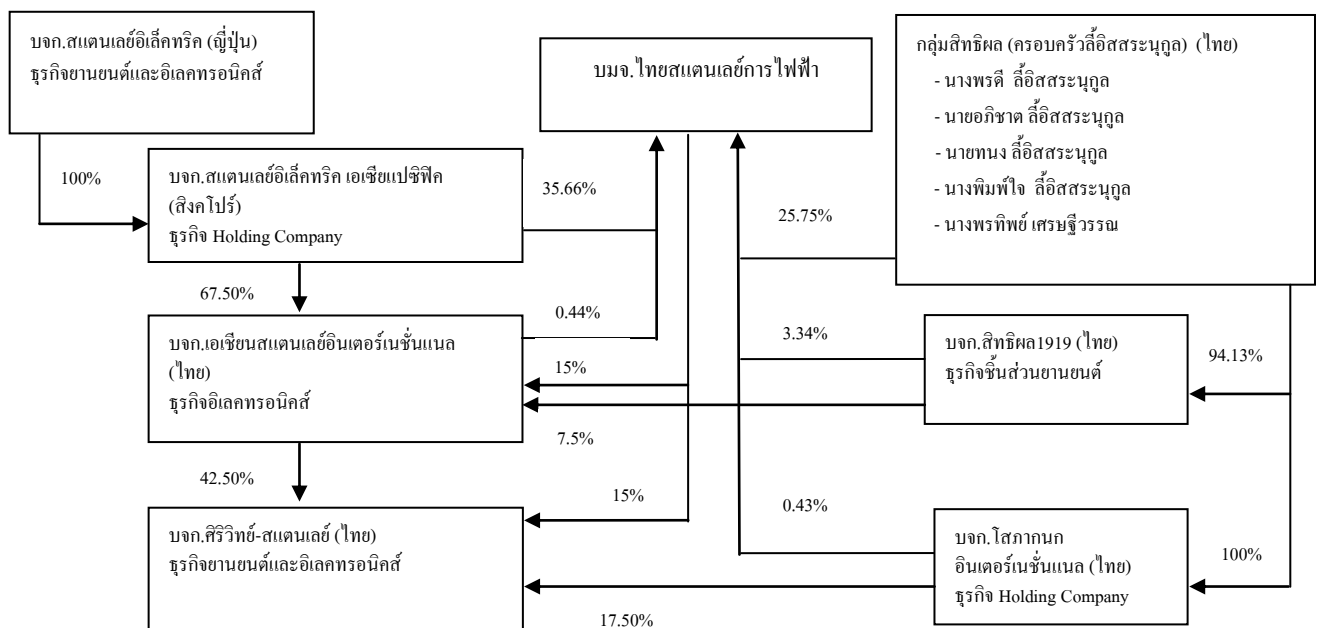 บจก.สแตนเลย์อิเล็คทริค (ญี่ปุ่น)
ธุรกิจยานยนต์และอิเลคทรอนิคส์
บมจ.ไทยสแตนเลย์การไฟฟ้า
กลุ่มสิทธิผล (ครอบครัวลี้อิสสระนุกูล) (ไทย)
- นางพรดี ลี้อิสสระนุกูล
- นายอภิชาต ลี้อิสสระนุกูล
- นายทนง ลี้อิสสระนุกูล
- นางพิมพ์ใจ ลี้อิสสระนุกูล
- นางพรทิพย์ เศรษฐีวรรณ
100%
บจก.สแตนเลย์อิเล็คทริค เอเซียแปซิฟิค
(สิงคโปร์)
ธุรกิจ Holding Company
35.66%
25.75%
67.50%
0.44%
3.34%
บจก.เอเชียนสแตนเลย์อินเตอร์เนชั่นแนล
(ไทย)
ธุรกิจอิเลคทรอนิคส์
15%
7.5%
บจก.สิทธิผล1919 (ไทย)
ธุรกิจชิ้นส่วนยานยนต์
94.13%
42.50%
15%
0.43%
บจก.ศิริวิทย์-สแตนเลย์ (ไทย)
ธุรกิจยานยนต์และอิเลคทรอนิคส์
บจก.โสภากนก
อินเตอร์เนชั่นแนล (ไทย)
ธุรกิจ Holding Company
100%
17.50%